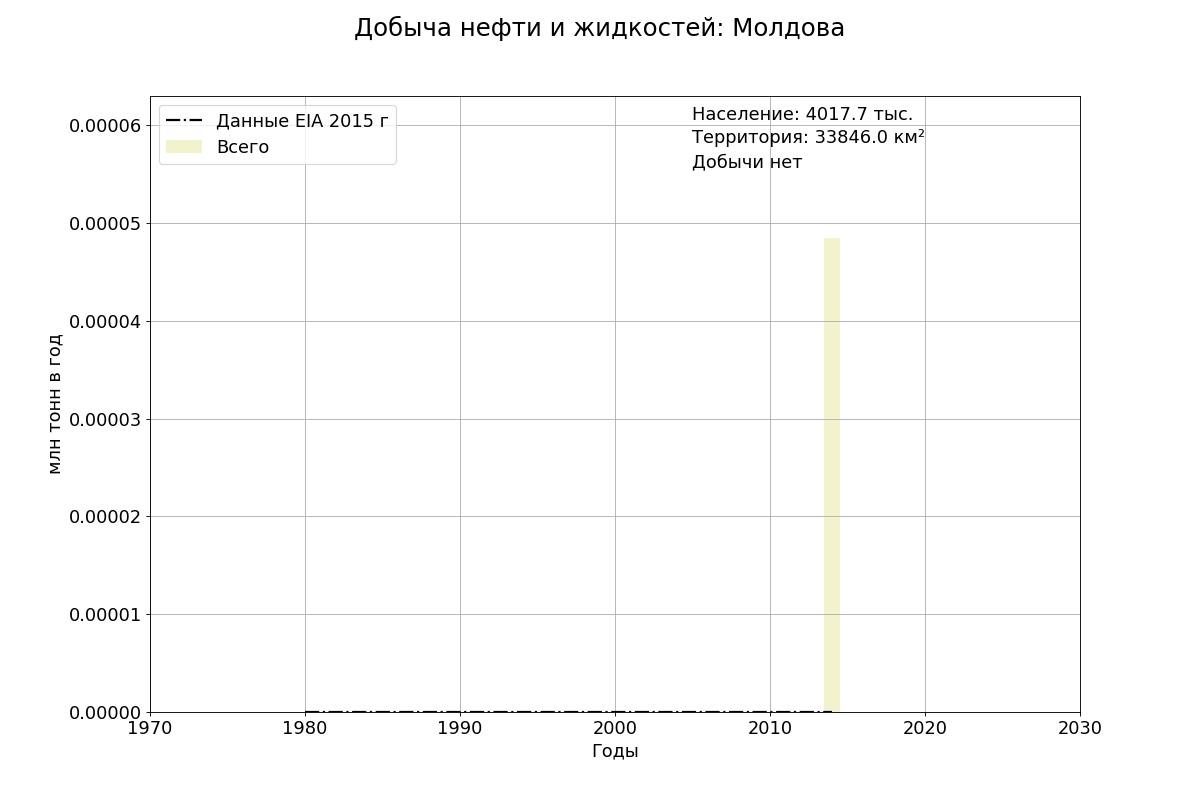 Добыча нефти и жидкостей: Молдова
Данные EIA 2015 г
Всего
Население: 4017.7 тыс.
Территория: 33846.0 км²
Добычи нет
млн тонн в год
0.00006
0.00005
0.00004
0.00003
0.00002
0.00001
0.00000
1970 1980 1990 2000 2010 2020 2030
Годы